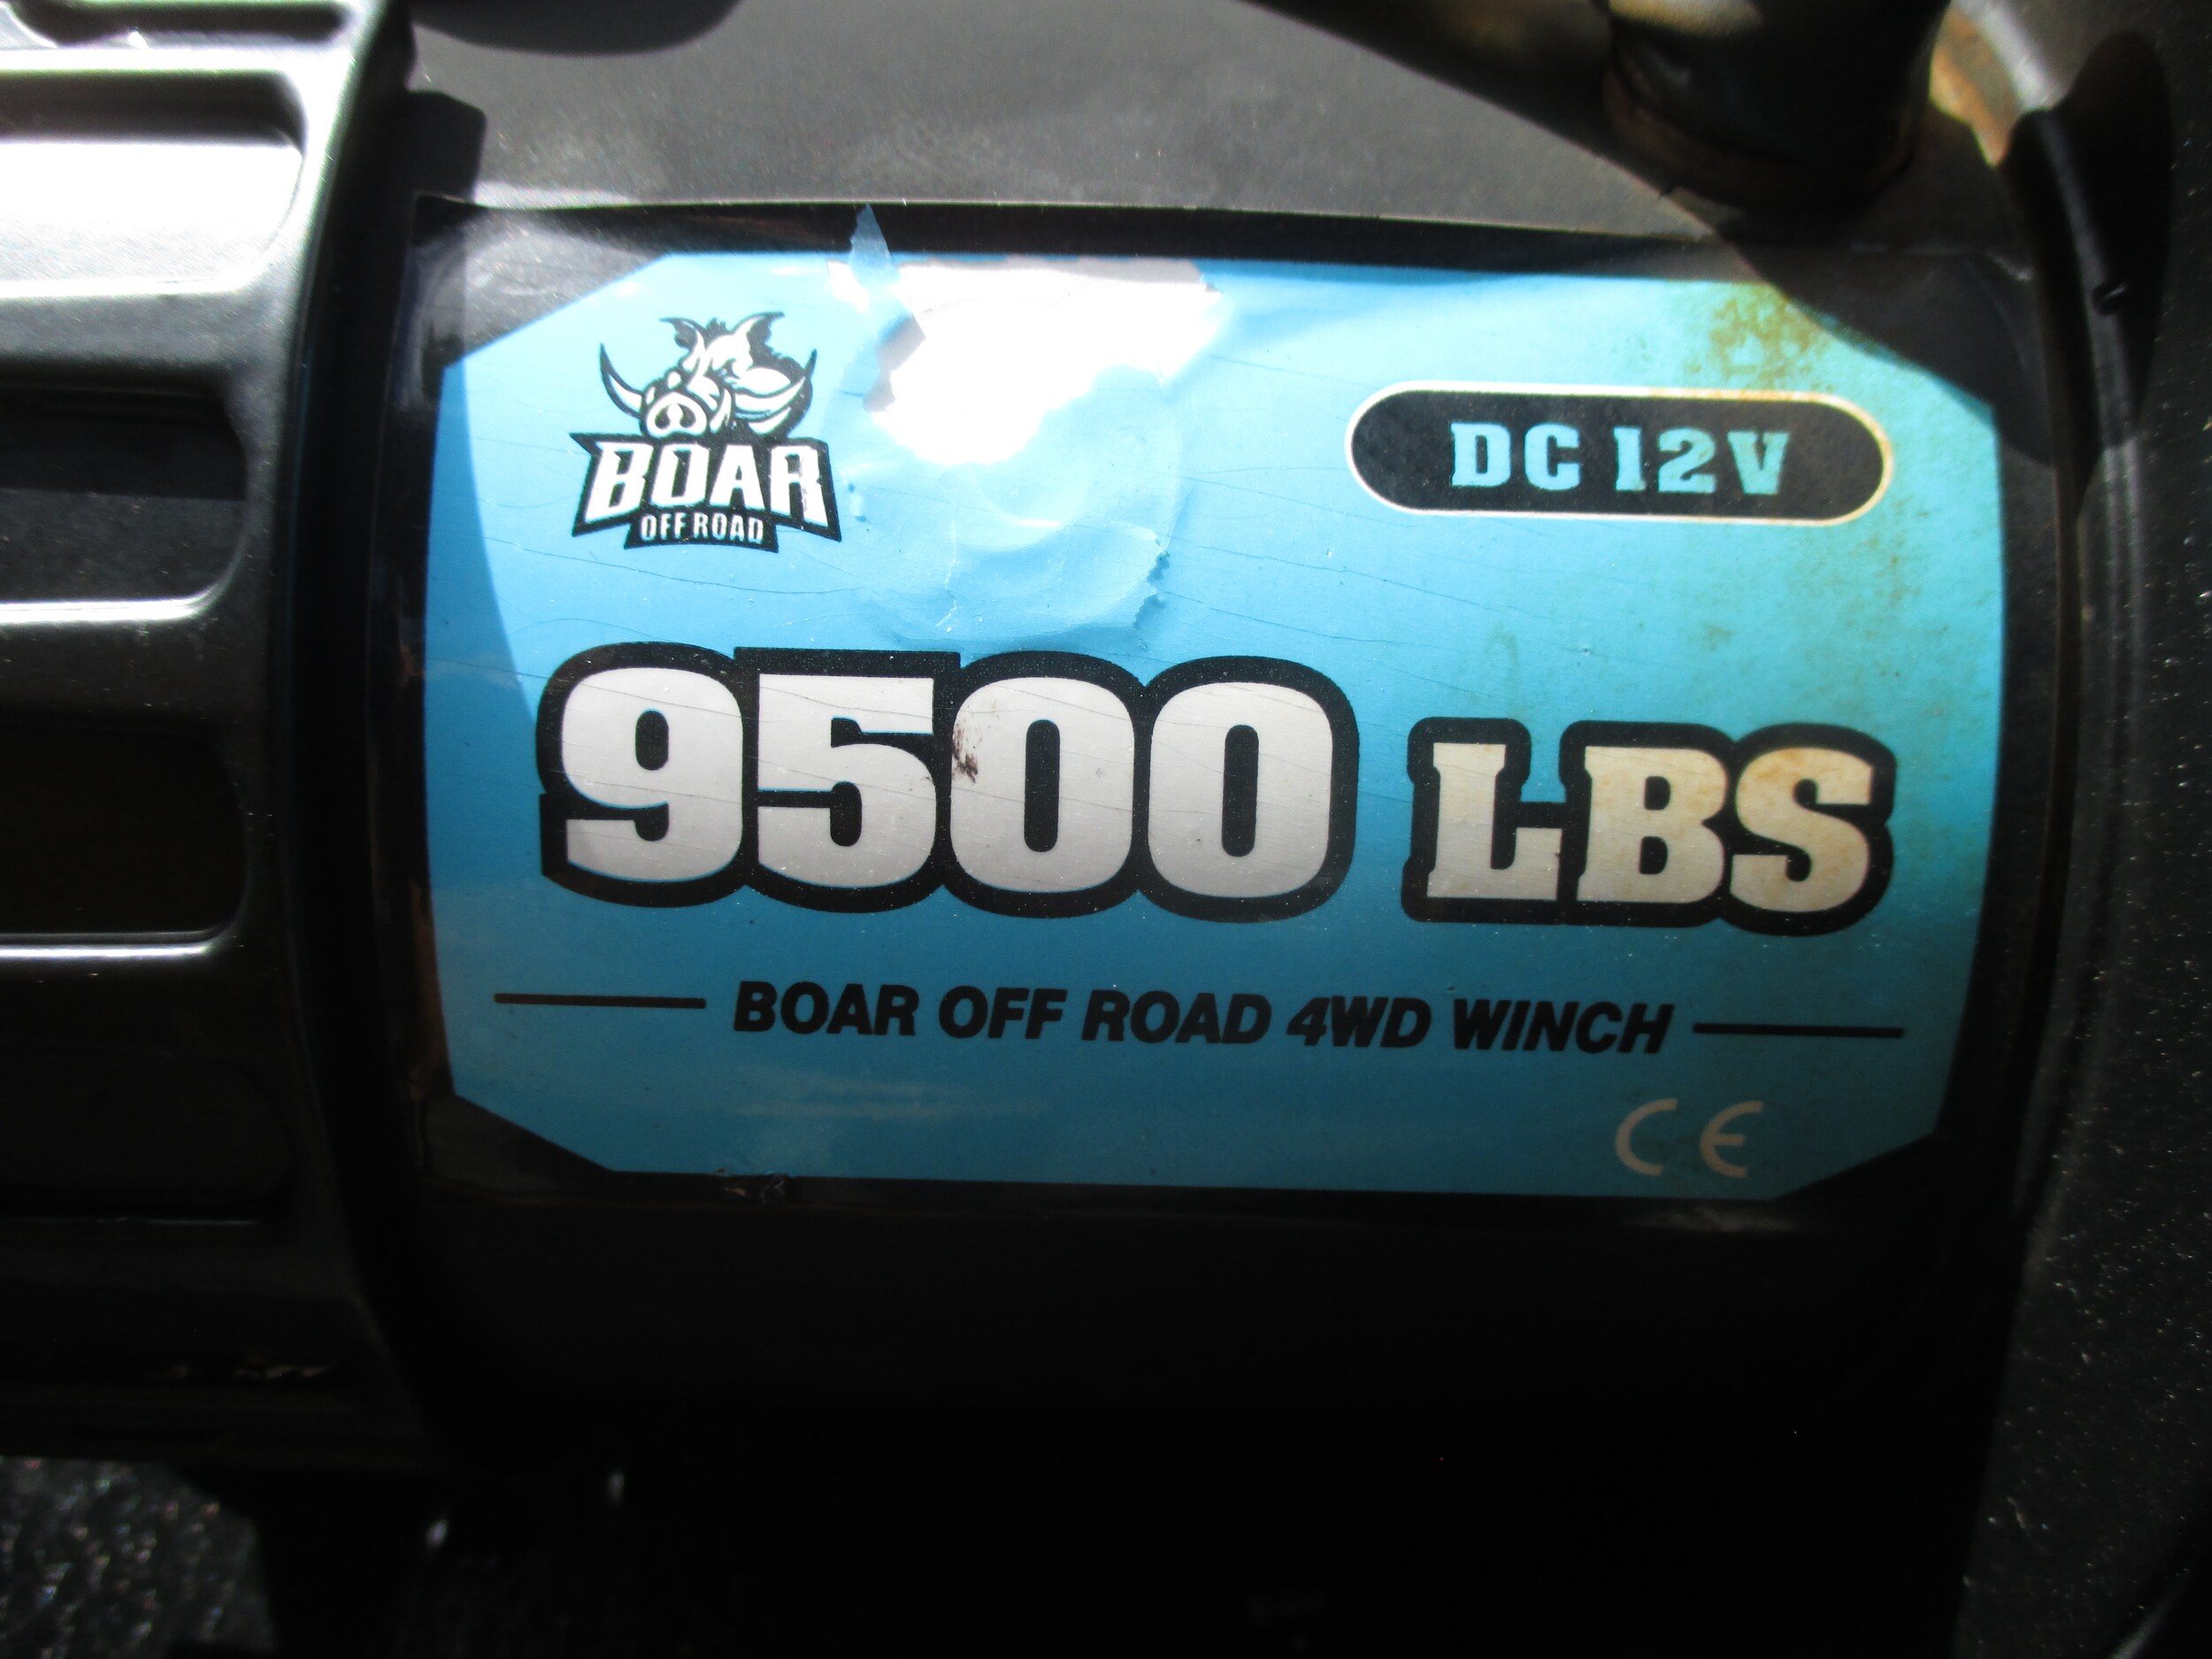 BOAR
OFF ROAD
DC 12V
9500 LBS
BOAR OFF ROAD 4WD WINCH
CE